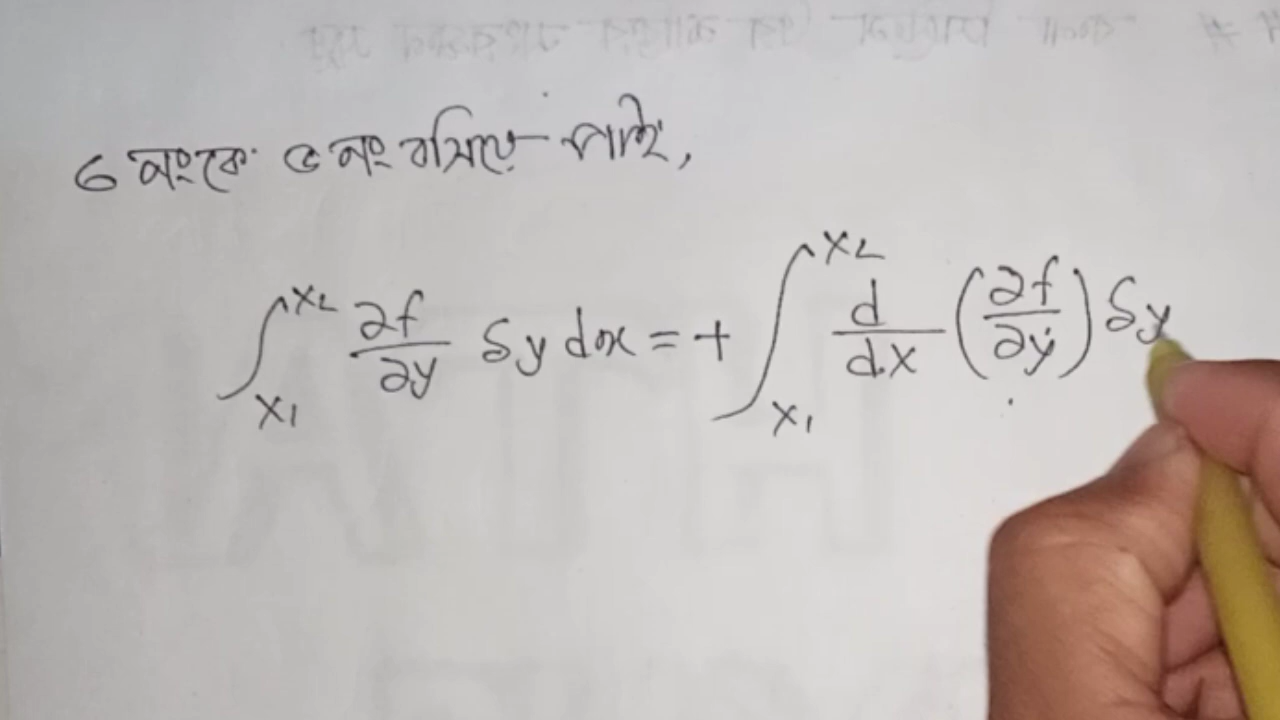 ৬ নংকে ৫ নং বসিয়ে পাই,
∫_{x₁}^{x₂} ∂f/∂y δy dx = + ∫_{x₁}^{x₂} d/dx (∂f/∂ẏ) δy